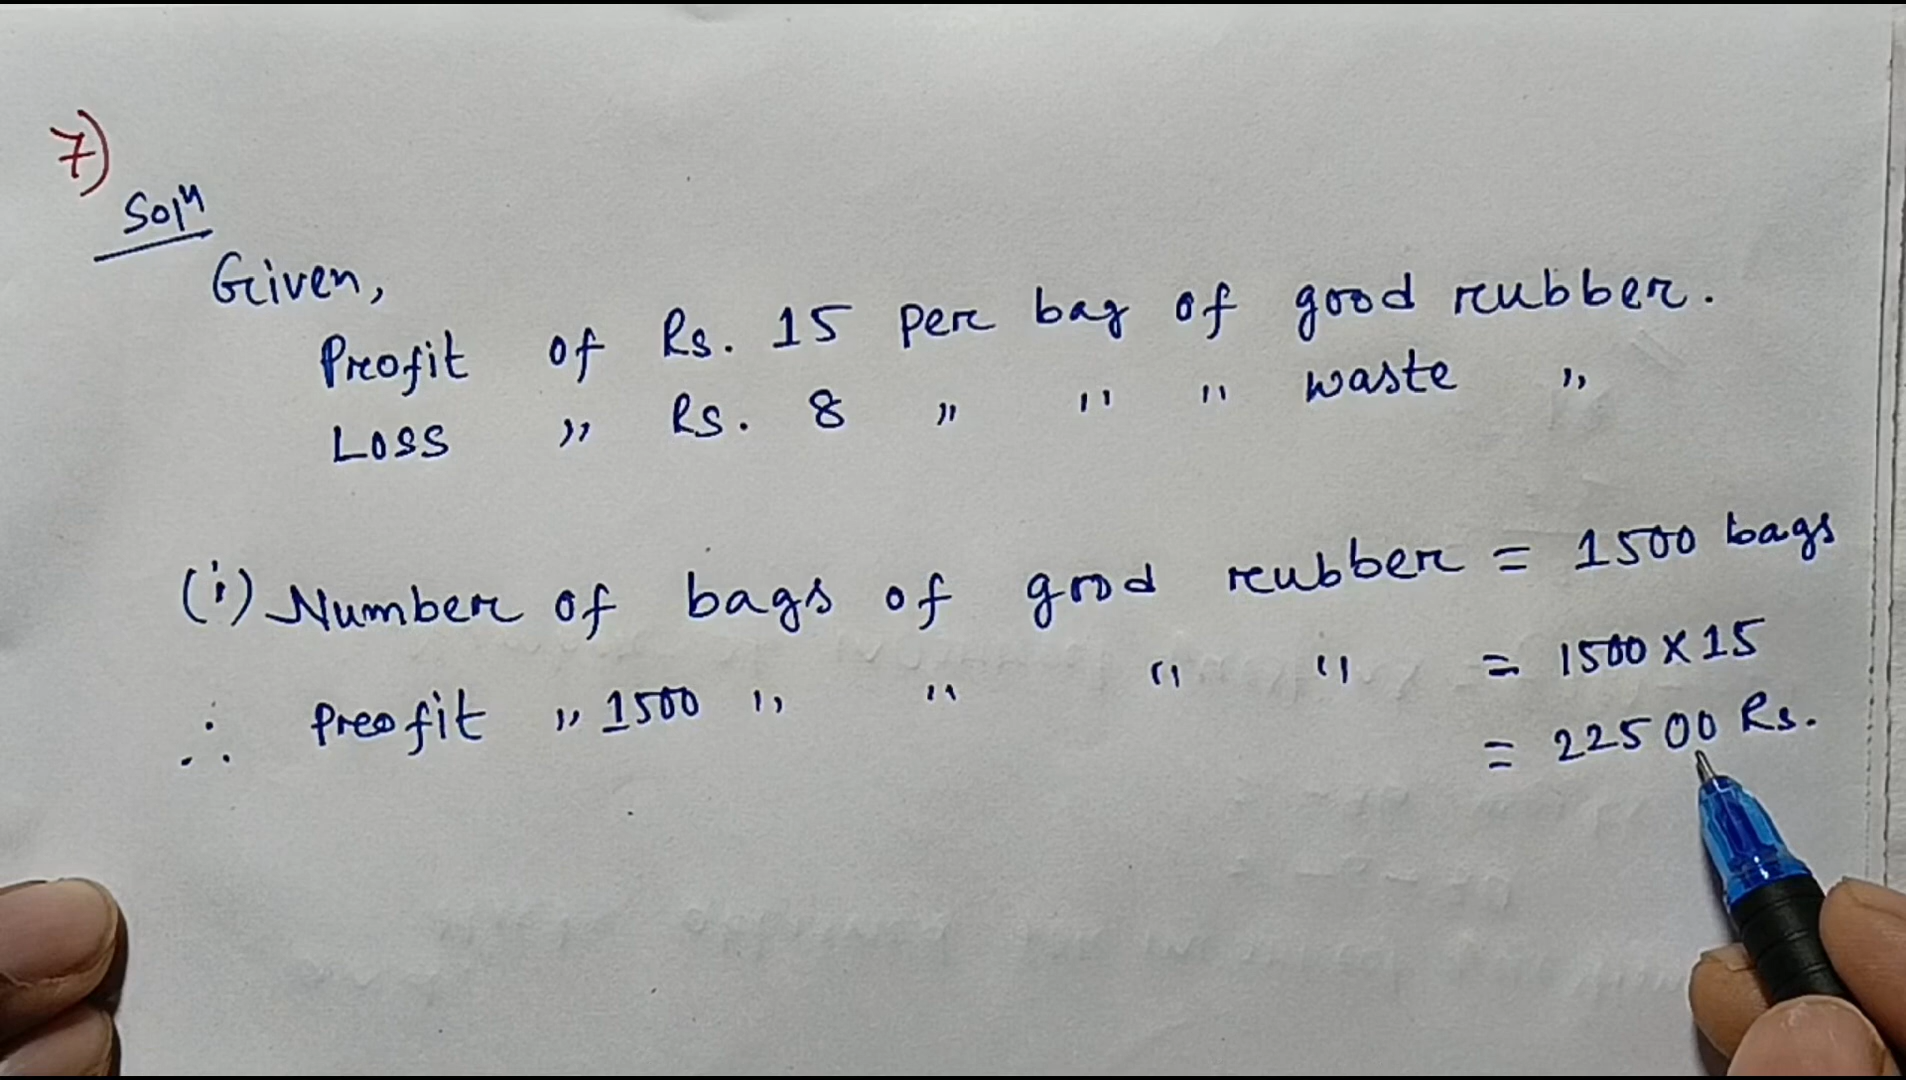 7)
Soln
Given,
Profit of Rs. 15 per bag of good rubber.
Loss ,, Rs. 8 ,, ,, ,, waste ,,
(i) Number of bags of good rubber = 1500 bags
∴ Profit ,, 1500 ,, ,, ,, ,, = 1500 x 15
= 22500 Rs.